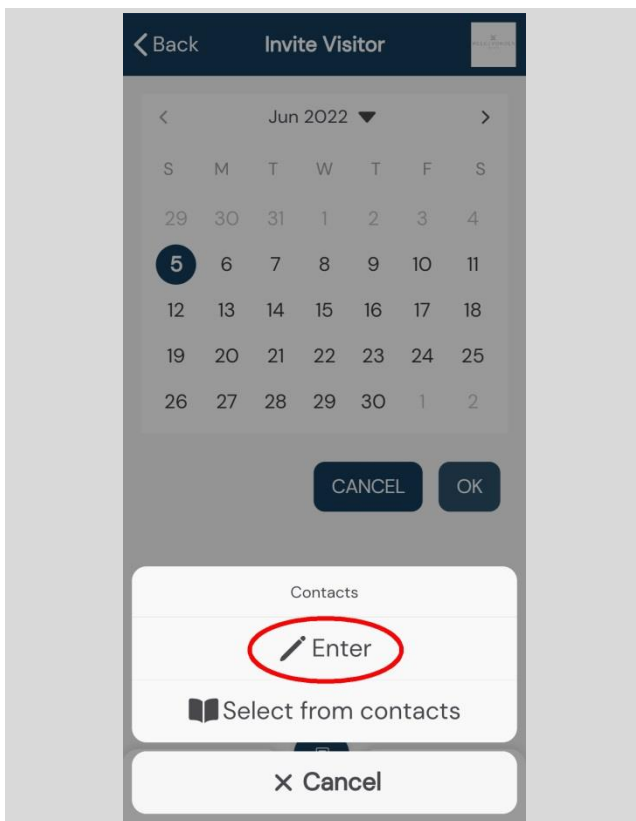 Back Invite Visitor
Jun 2022
S M T W T F S
29 30 31 1 2 3 4
5 6 7 8 9 10 11
12 13 14 15 16 17 18
19 20 21 22 23 24 25
26 27 28 29 30 1 2
CANCEL OK
Contacts
Enter
Select from contacts
Cancel